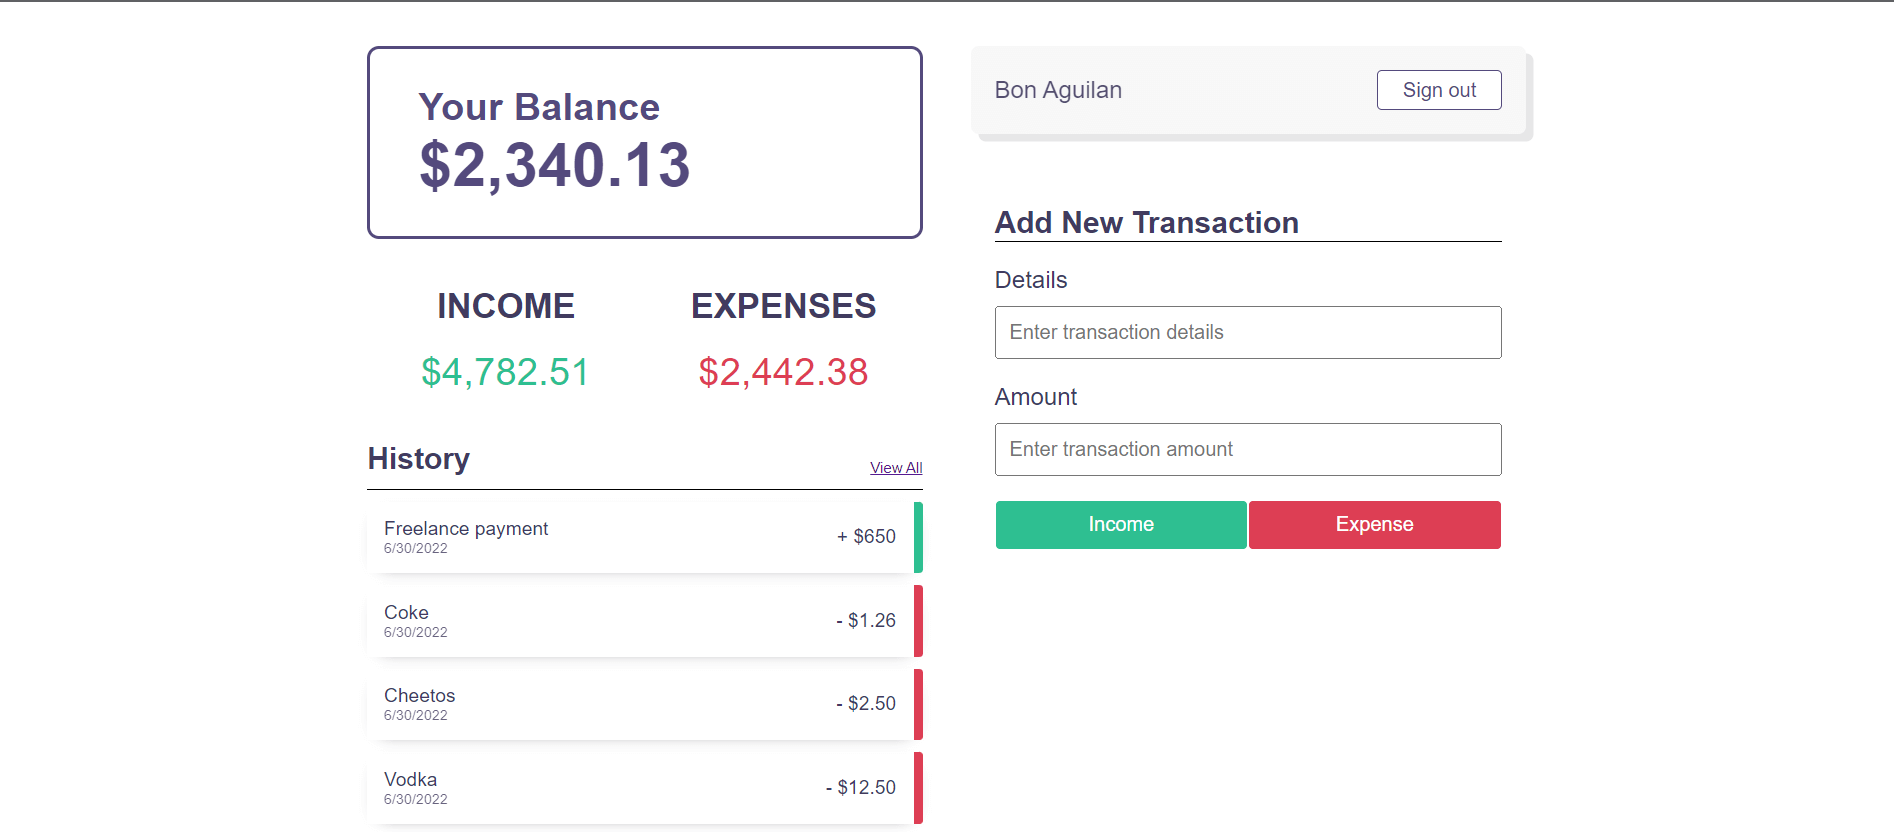 Your Balance
$2,340.13
INCOME
EXPENSES
$4,782.51
$2,442.38
History
View All
Freelance payment
6/30/2022
+ $650
Coke
6/30/2022
- $1.26
Cheetos
6/30/2022
- $2.50
Vodka
6/30/2022
- $12.50
Bon Aguilan
Sign out
Add New Transaction
Details
Enter transaction details
Amount
Enter transaction amount
Income
Expense